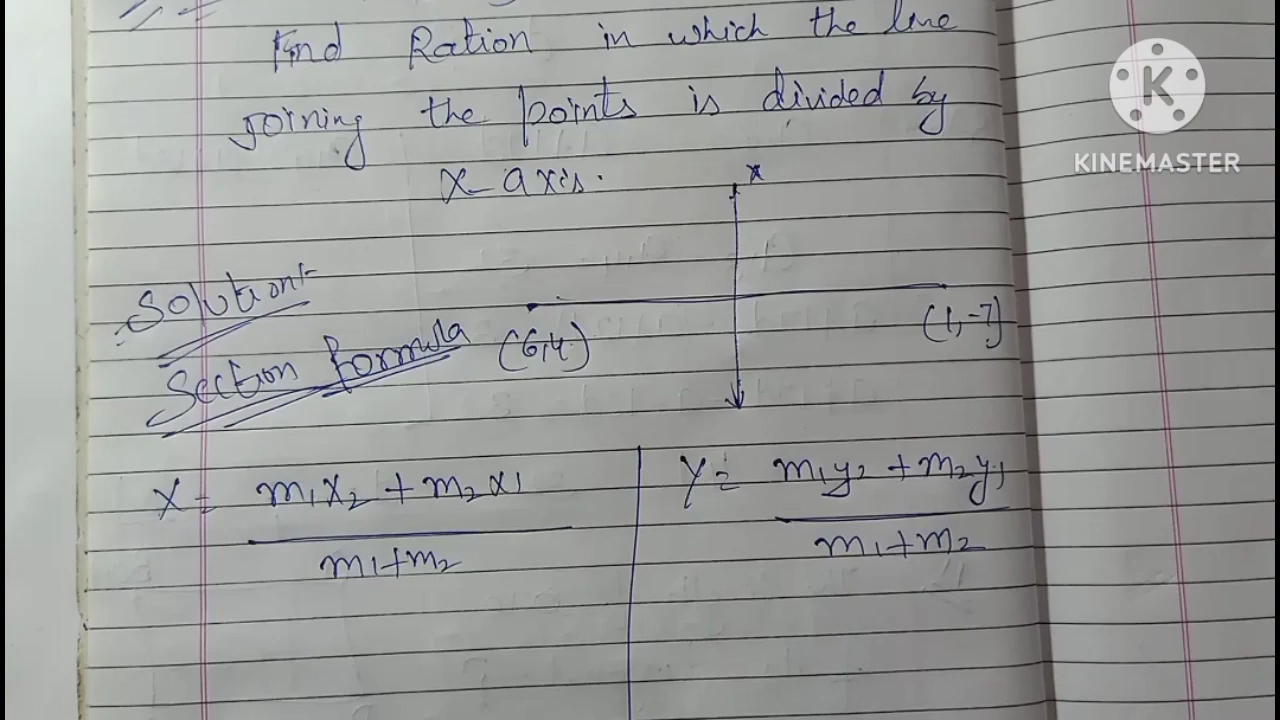 Find Ration in which the line
joining the points is divided by
x-axis.
x
Solution:-
(6,4)
(1,-7)
Section formula
x = m₁x₂ + m₂x₁
m₁+m₂
y = m₁y₂ + m₂y₁
m₁+m₂
K
KINEMASTER